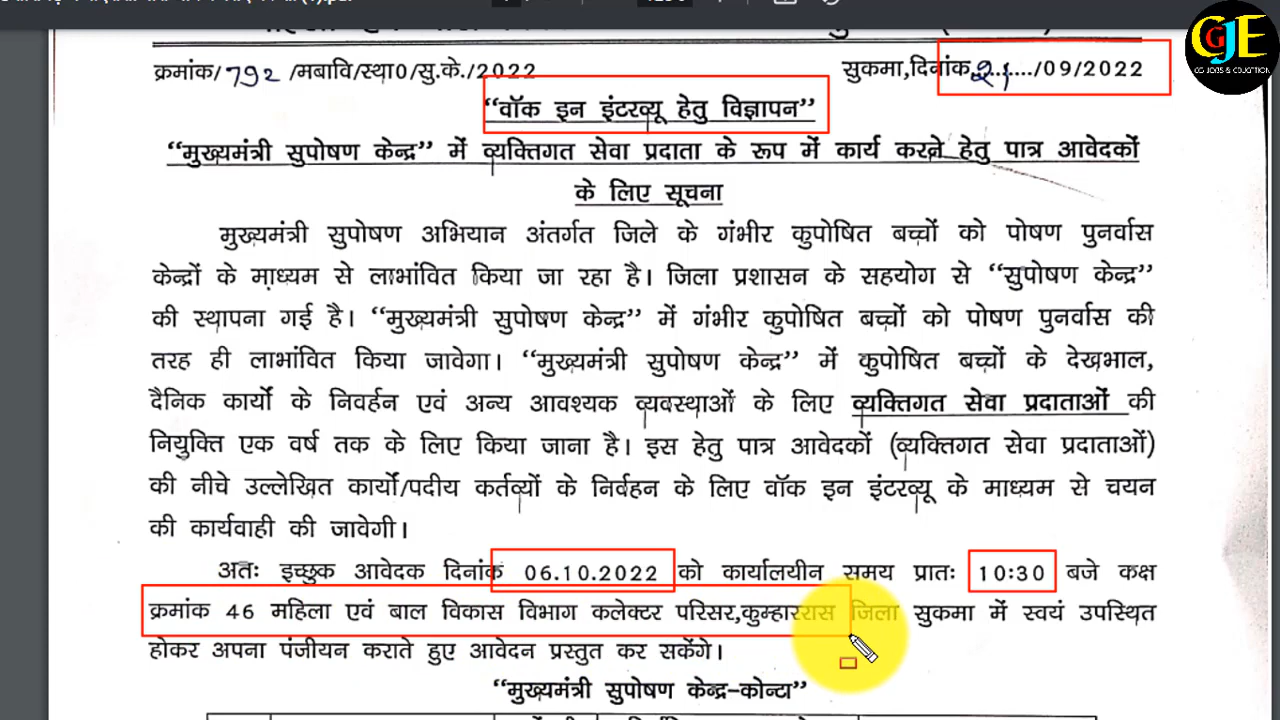 क्रमांक/792 /मबावि/स्था0/सु.के./2022 सुकमा,दिनांक..21..../09/2022
CGJE
CG JOBS & EDUCATION
“वॉक इन इंटरव्यू हेतु विज्ञापन”
“मुख्यमंत्री सुपोषण केन्द्र” में व्यक्तिगत सेवा प्रदाता के रूप में कार्य करने हेतु पात्र आवेदकों
के लिए सूचना
मुख्यमंत्री सुपोषण अभियान अंतर्गत जिले के गंभीर कुपोषित बच्चों को पोषण पुनर्वास
केन्द्रों के माध्यम से लाभांवित किया जा रहा है। जिला प्रशासन के सहयोग से “सुपोषण केन्द्र”
की स्थापना गई है। “मुख्यमंत्री सुपोषण केन्द्र” में गंभीर कुपोषित बच्चों को पोषण पुनर्वास की
तरह ही लाभांवित किया जावेगा। “मुख्यमंत्री सुपोषण केन्द्र” में कुपोषित बच्चों के देखभाल,
दैनिक कार्यों के निवर्हन एवं अन्य आवश्यक व्यवस्थाओं के लिए व्यक्तिगत सेवा प्रदाताओं की
नियुक्ति एक वर्ष तक के लिए किया जाना है। इस हेतु पात्र आवेदकों (व्यक्तिगत सेवा प्रदाताओं)
की नीचे उल्लेखित कार्यों/पदीय कर्तव्यों के निर्बहन के लिए वॉक इन इंटरव्यू के माध्यम से चयन
की कार्यवाही की जावेगी।
अतः इच्छुक आवेदक दिनांक 06.10.2022 को कार्यालयीन समय प्रातः 10:30 बजे कक्ष
क्रमांक 46 महिला एवं बाल विकास विभाग कलेक्टर परिसर,कुम्हाररास जिला सुकमा में स्वयं उपस्थित
होकर अपना पंजीयन कराते हुए आवेदन प्रस्तुत कर सकेंगे।
“मुख्यमंत्री सुपोषण केन्द्र-कोन्टा”